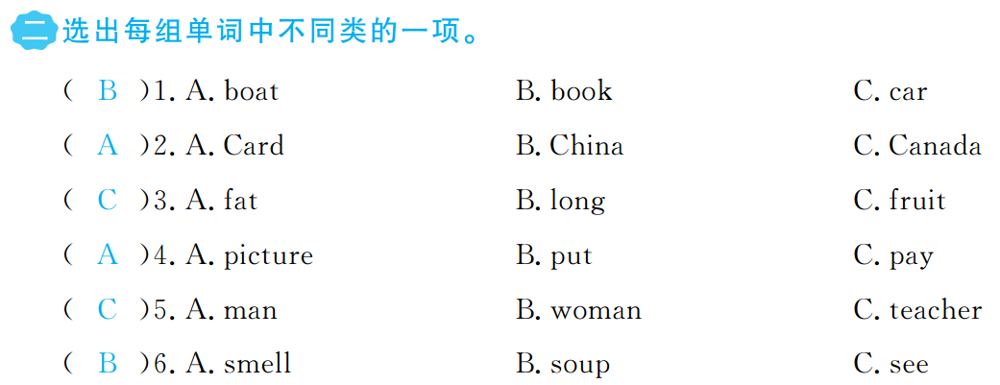 二 选出每组单词中不同类的一项。
( B )1. A. boat B. book C. car
( A )2. A. Card B. China C. Canada
( C )3. A. fat B. long C. fruit
( A )4. A. picture B. put C. pay
( C )5. A. man B. woman C. teacher
( B )6. A. smell B. soup C. see